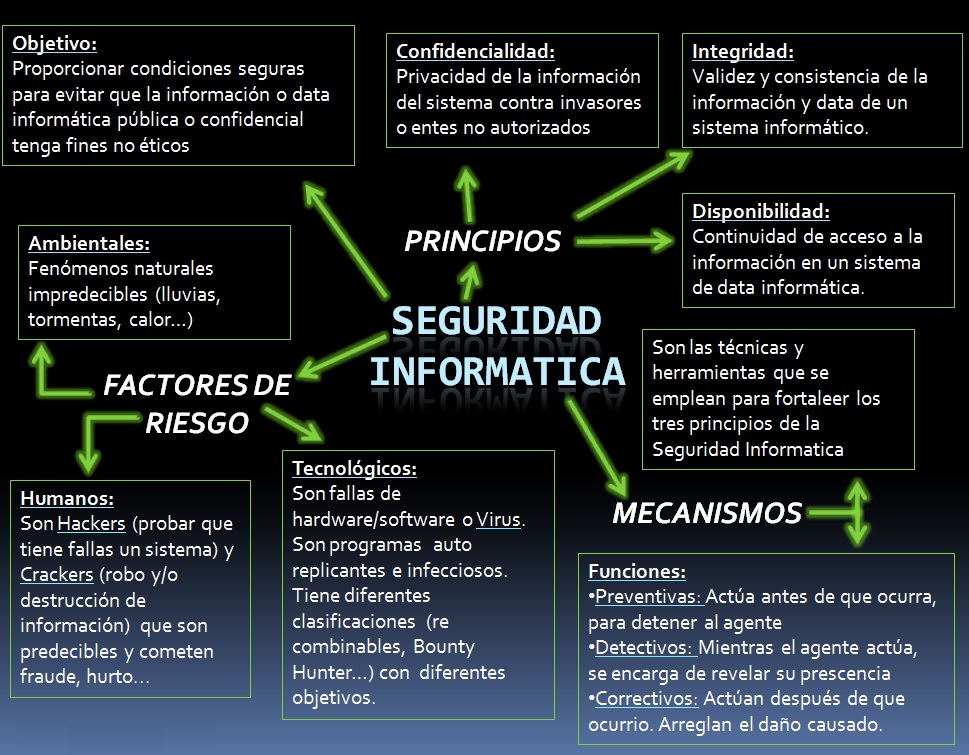 Objetivo:
Proporcionar condiciones seguras
para evitar que la información o data
informática pública o confidencial
tenga fines no éticos
Confidencialidad:
Privacidad de la información
del sistema contra invasores
o entes no autorizados
Integridad:
Validez y consistencia de la
información y data de un
sistema informático.
PRINCIPIOS
Disponibilidad:
Continuidad de acceso a la
información en un sistema
de data informática.
Ambientales:
Fenómenos naturales
impredecibles (lluvias,
tormentas, calor...)
SEGURIDAD
INFORMATICA
FACTORES DE
RIESGO
Son las técnicas y
herramientas que se
emplean para fortaleer los
tres principios de la
Seguridad Informatica
Humanos:
Son Hackers (probar que
tiene fallas un sistema) y
Crackers (robo y/o
destrucción de
información) que son
predecibles y cometen
fraude, hurto...
Tecnológicos:
Son fallas de
hardware/software o Virus.
Son programas auto
replicantes e infecciosos.
Tiene diferentes
clasificaciones (re
combinables, Bounty
Hunter...) con diferentes
objetivos.
MECANISMOS
Funciones:
•Preventivas: Actúa antes de que ocurra,
para detener al agente
•Detectivos: Mientras el agente actúa,
se encarga de revelar su prescencia
•Correctivos: Actúan después de que
ocurrio. Arreglan el daño causado.